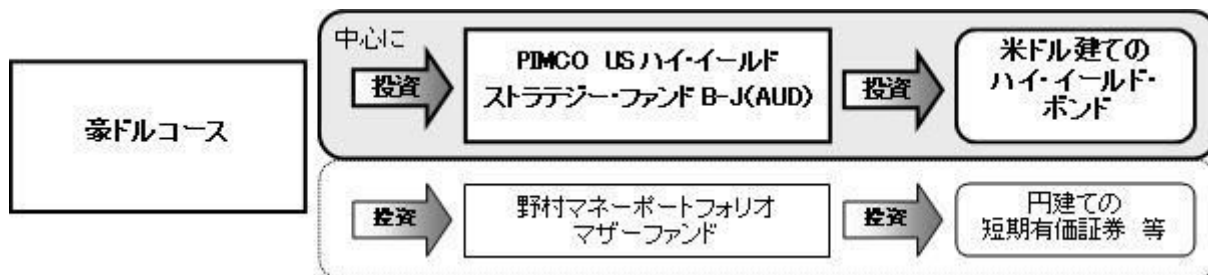 豪ドルコース
中心に
投資
PIMCO USハイ・イールド
ストラテジー・ファンド B-J(AUD)
投資
米ドル建ての
ハイ・イールド・
ボンド
投資
野村マネーポートフォリオ
マザーファンド
投資
円建ての
短期有価証券 等